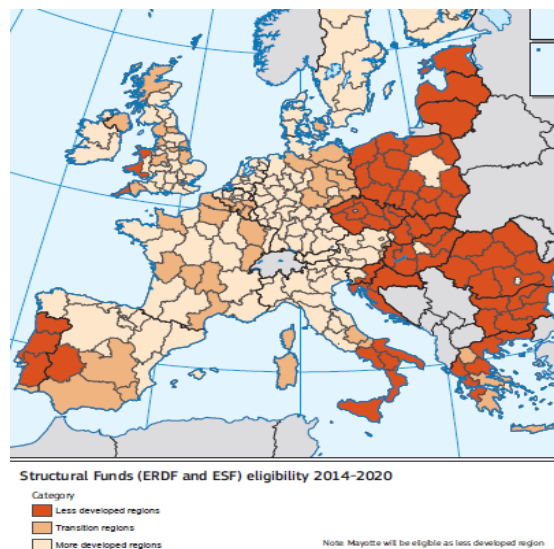 Structural Funds (ERDF and ESF) eligibility 2014-2020
Category
Less developed regions
Transition regions
More developed regions
Note: Mayotte will be eligible as less developed region